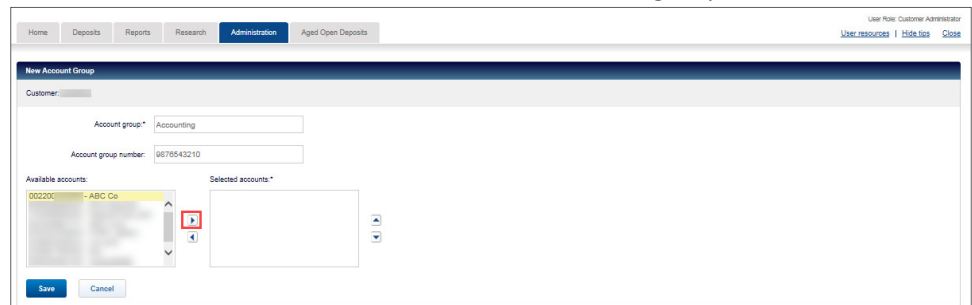 User Role: Customer Administrator
Home Deposits Reports Research Administration Aged Open Deposits
User resources | Hide tips Close
New Account Group
Customer:
Account group:* Accounting
Account group number: 9876543210
Available accounts: Selected accounts:*
00220 - ABC Co
Save Cancel